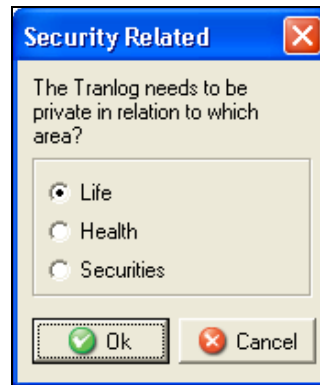 Security Related
The Tranlog needs to be
private in relation to which
area?
Life
Health
Securities
Ok Cancel